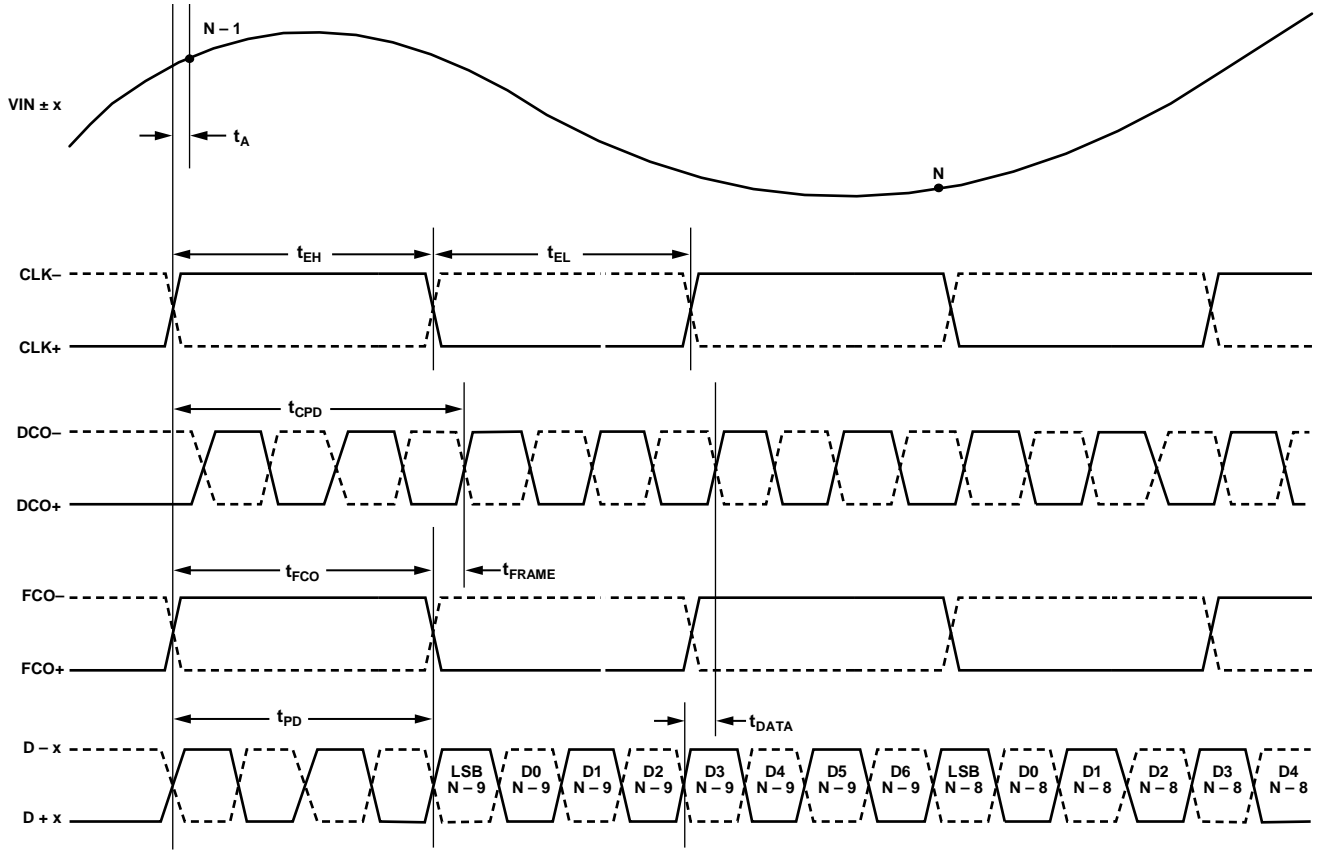 N – 1
VIN ± x
tA
N
tEH
tEL
CLK–
CLK+
tCPD
DCO–
DCO+
tFCO
tFRAME
FCO–
FCO+
tPD
tDATA
D – x
LSB D0 D1 D2 D3 D4 D5 D6 LSB D0 D1 D2 D3 D4
N – 9 N – 9 N – 9 N – 9 N – 9 N – 9 N – 9 N – 9 N – 8 N – 8 N – 8 N – 8 N – 8 N – 8
D + x